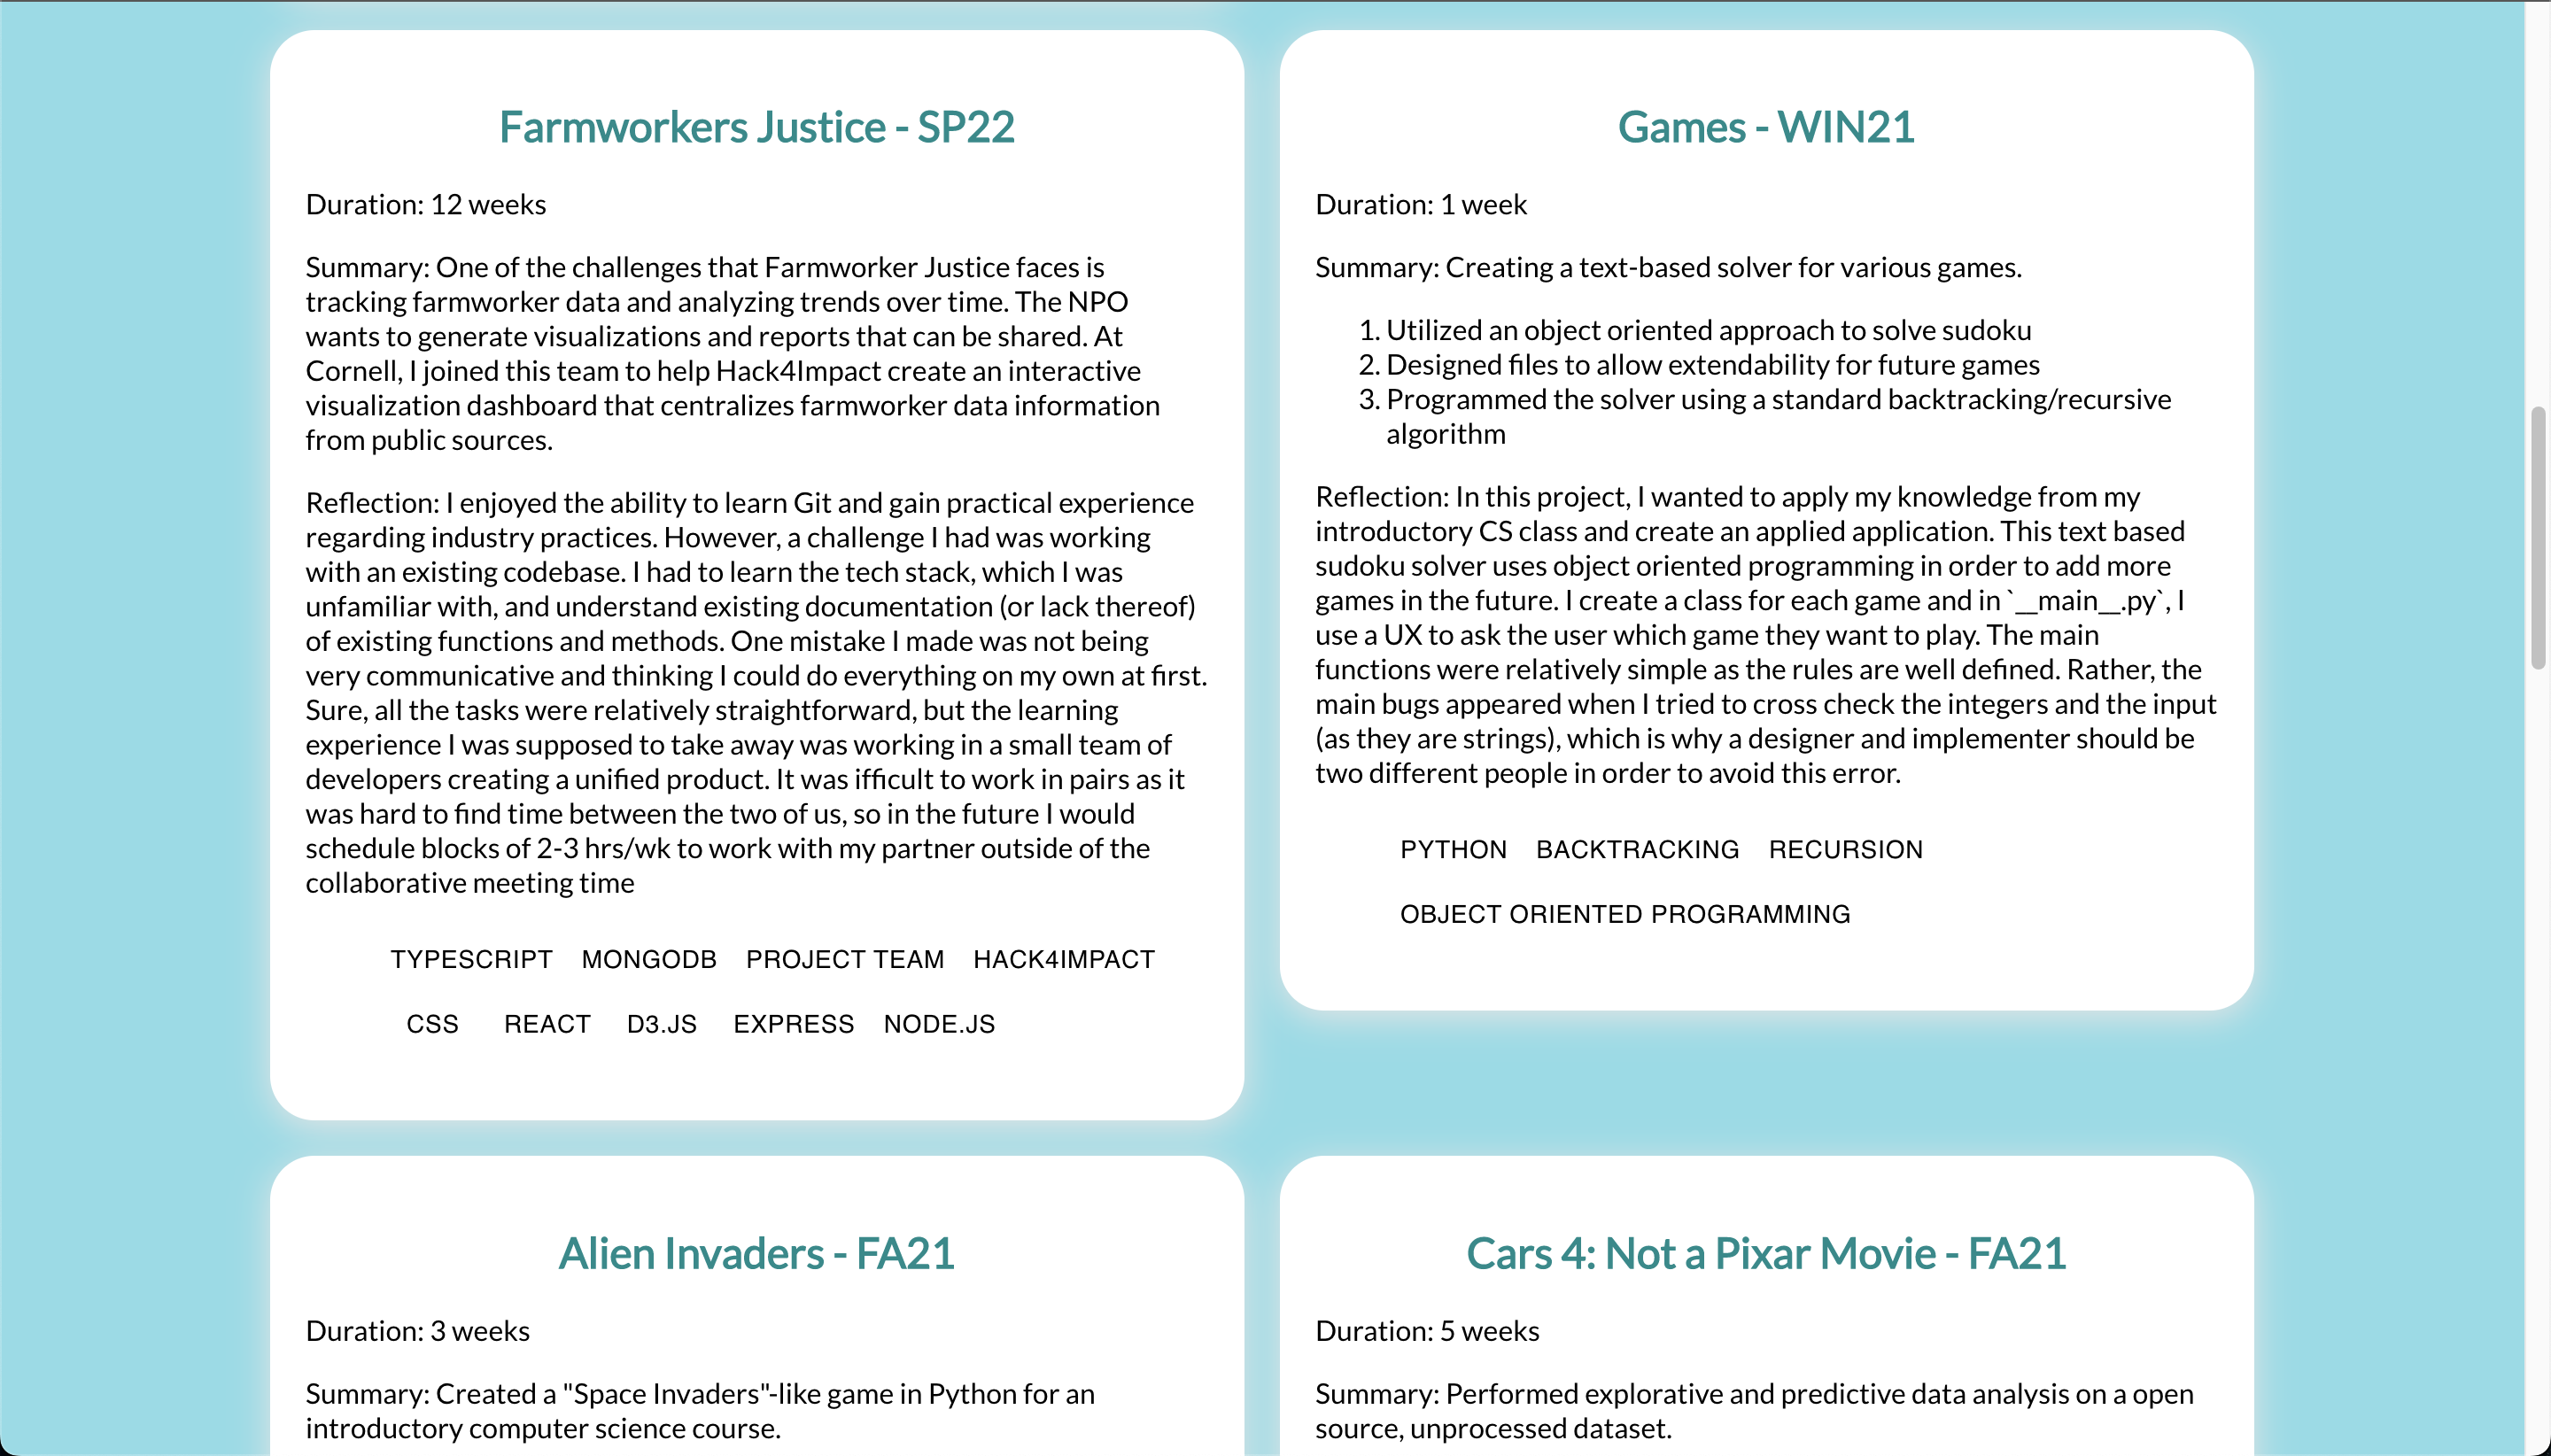 Farmworkers Justice - SP22
Duration: 12 weeks
Summary: One of the challenges that Farmworker Justice faces is
tracking farmworker data and analyzing trends over time. The NPO
wants to generate visualizations and reports that can be shared. At
Cornell, I joined this team to help Hack4Impact create an interactive
visualization dashboard that centralizes farmworker data information
from public sources.
Reflection: I enjoyed the ability to learn Git and gain practical experience
regarding industry practices. However, a challenge I had was working
with an existing codebase. I had to learn the tech stack, which I was
unfamiliar with, and understand existing documentation (or lack thereof)
of existing functions and methods. One mistake I made was not being
very communicative and thinking I could do everything on my own at first.
Sure, all the tasks were relatively straightforward, but the learning
experience I was supposed to take away was working in a small team of
developers creating a unified product. It was ifficult to work in pairs as it
was hard to find time between the two of us, so in the future I would
schedule blocks of 2-3 hrs/wk to work with my partner outside of the
collaborative meeting time
TYPESCRIPT MONGODB PROJECT TEAM HACK4IMPACT
CSS REACT D3.JS EXPRESS NODE.JS
Games - WIN21
Duration: 1 week
Summary: Creating a text-based solver for various games.
1. Utilized an object oriented approach to solve sudoku
2. Designed files to allow extendability for future games
3. Programmed the solver using a standard backtracking/recursive
algorithm
Reflection: In this project, I wanted to apply my knowledge from my
introductory CS class and create an applied application. This text based
sudoku solver uses object oriented programming in order to add more
games in the future. I create a class for each game and in `__main__.py`, I
use a UX to ask the user which game they want to play. The main
functions were relatively simple as the rules are well defined. Rather, the
main bugs appeared when I tried to cross check the integers and the input
(as they are strings), which is why a designer and implementer should be
two different people in order to avoid this error.
PYTHON BACKTRACKING RECURSION
OBJECT ORIENTED PROGRAMMING
Alien Invaders - FA21
Duration: 3 weeks
Summary: Created a "Space Invaders"-like game in Python for an
introductory computer science course.
Cars 4: Not a Pixar Movie - FA21
Duration: 5 weeks
Summary: Performed explorative and predictive data analysis on a open
source, unprocessed dataset.